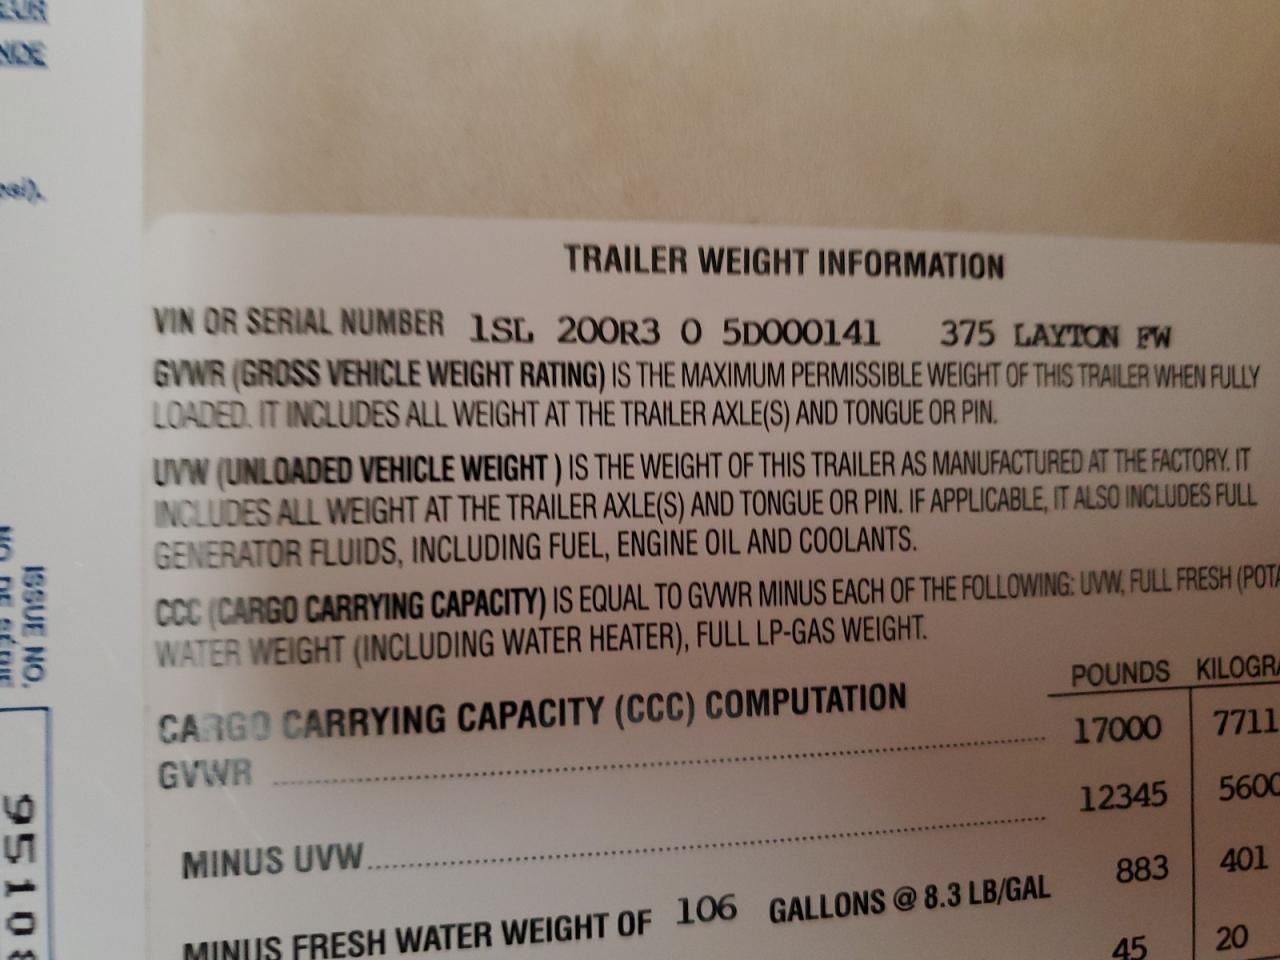 TRAILER WEIGHT INFORMATION
VIN OR SERIAL NUMBER 1SL 200R3 0 5D000141 375 LAYTON FW
GVWR (GROSS VEHICLE WEIGHT RATING) IS THE MAXIMUM PERMISSIBLE WEIGHT OF THIS TRAILER WHEN FULLY
LOADED. IT INCLUDES ALL WEIGHT AT THE TRAILER AXLE(S) AND TONGUE OR PIN.
UVW (UNLOADED VEHICLE WEIGHT ) IS THE WEIGHT OF THIS TRAILER AS MANUFACTURED AT THE FACTORY. IT
INCLUDES ALL WEIGHT AT THE TRAILER AXLE(S) AND TONGUE OR PIN. IF APPLICABLE, IT ALSO INCLUDES FULL
GENERATOR FLUIDS, INCLUDING FUEL, ENGINE OIL AND COOLANTS.
CCC (CARGO CARRYING CAPACITY) IS EQUAL TO GVWR MINUS EACH OF THE FOLLOWING: UVW, FULL FRESH (POTA
WATER WEIGHT (INCLUDING WATER HEATER), FULL LP-GAS WEIGHT.
POUNDS KILOGRA
CARGO CARRYING CAPACITY (CCC) COMPUTATION
GVWR 17000 7711
MINUS UVW 12345 5600
MINUS FRESH WATER WEIGHT OF 106 GALLONS @ 8.3 LB/GAL 883 401
45 20
ISSUE NO.
95108